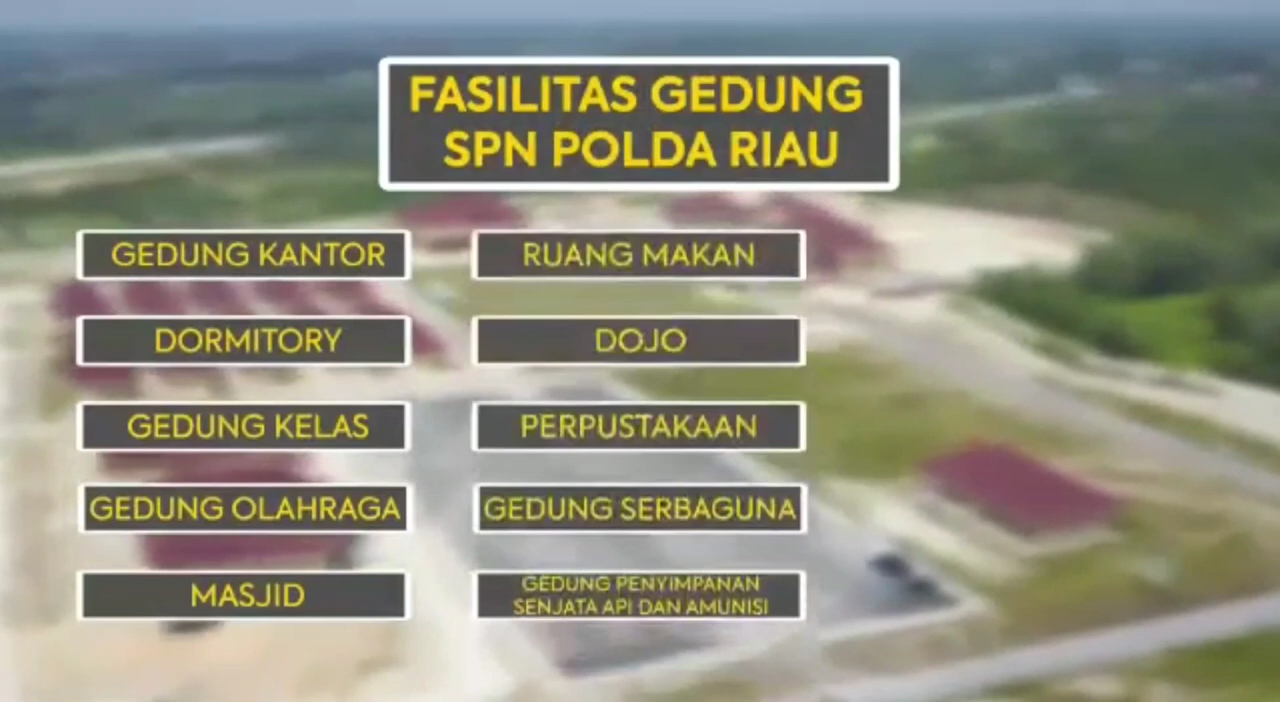 FASILITAS GEDUNG
SPN POLDA RIAU
GEDUNG KANTOR
DORMITORY
GEDUNG KELAS
GEDUNG OLAHRAGA
MASJID
RUANG MAKAN
DOJO
PERPUSTAKAAN
GEDUNG SERBAGUNA
GEDUNG PENYIMPANAN
SENJATA API DAN AMUNISI